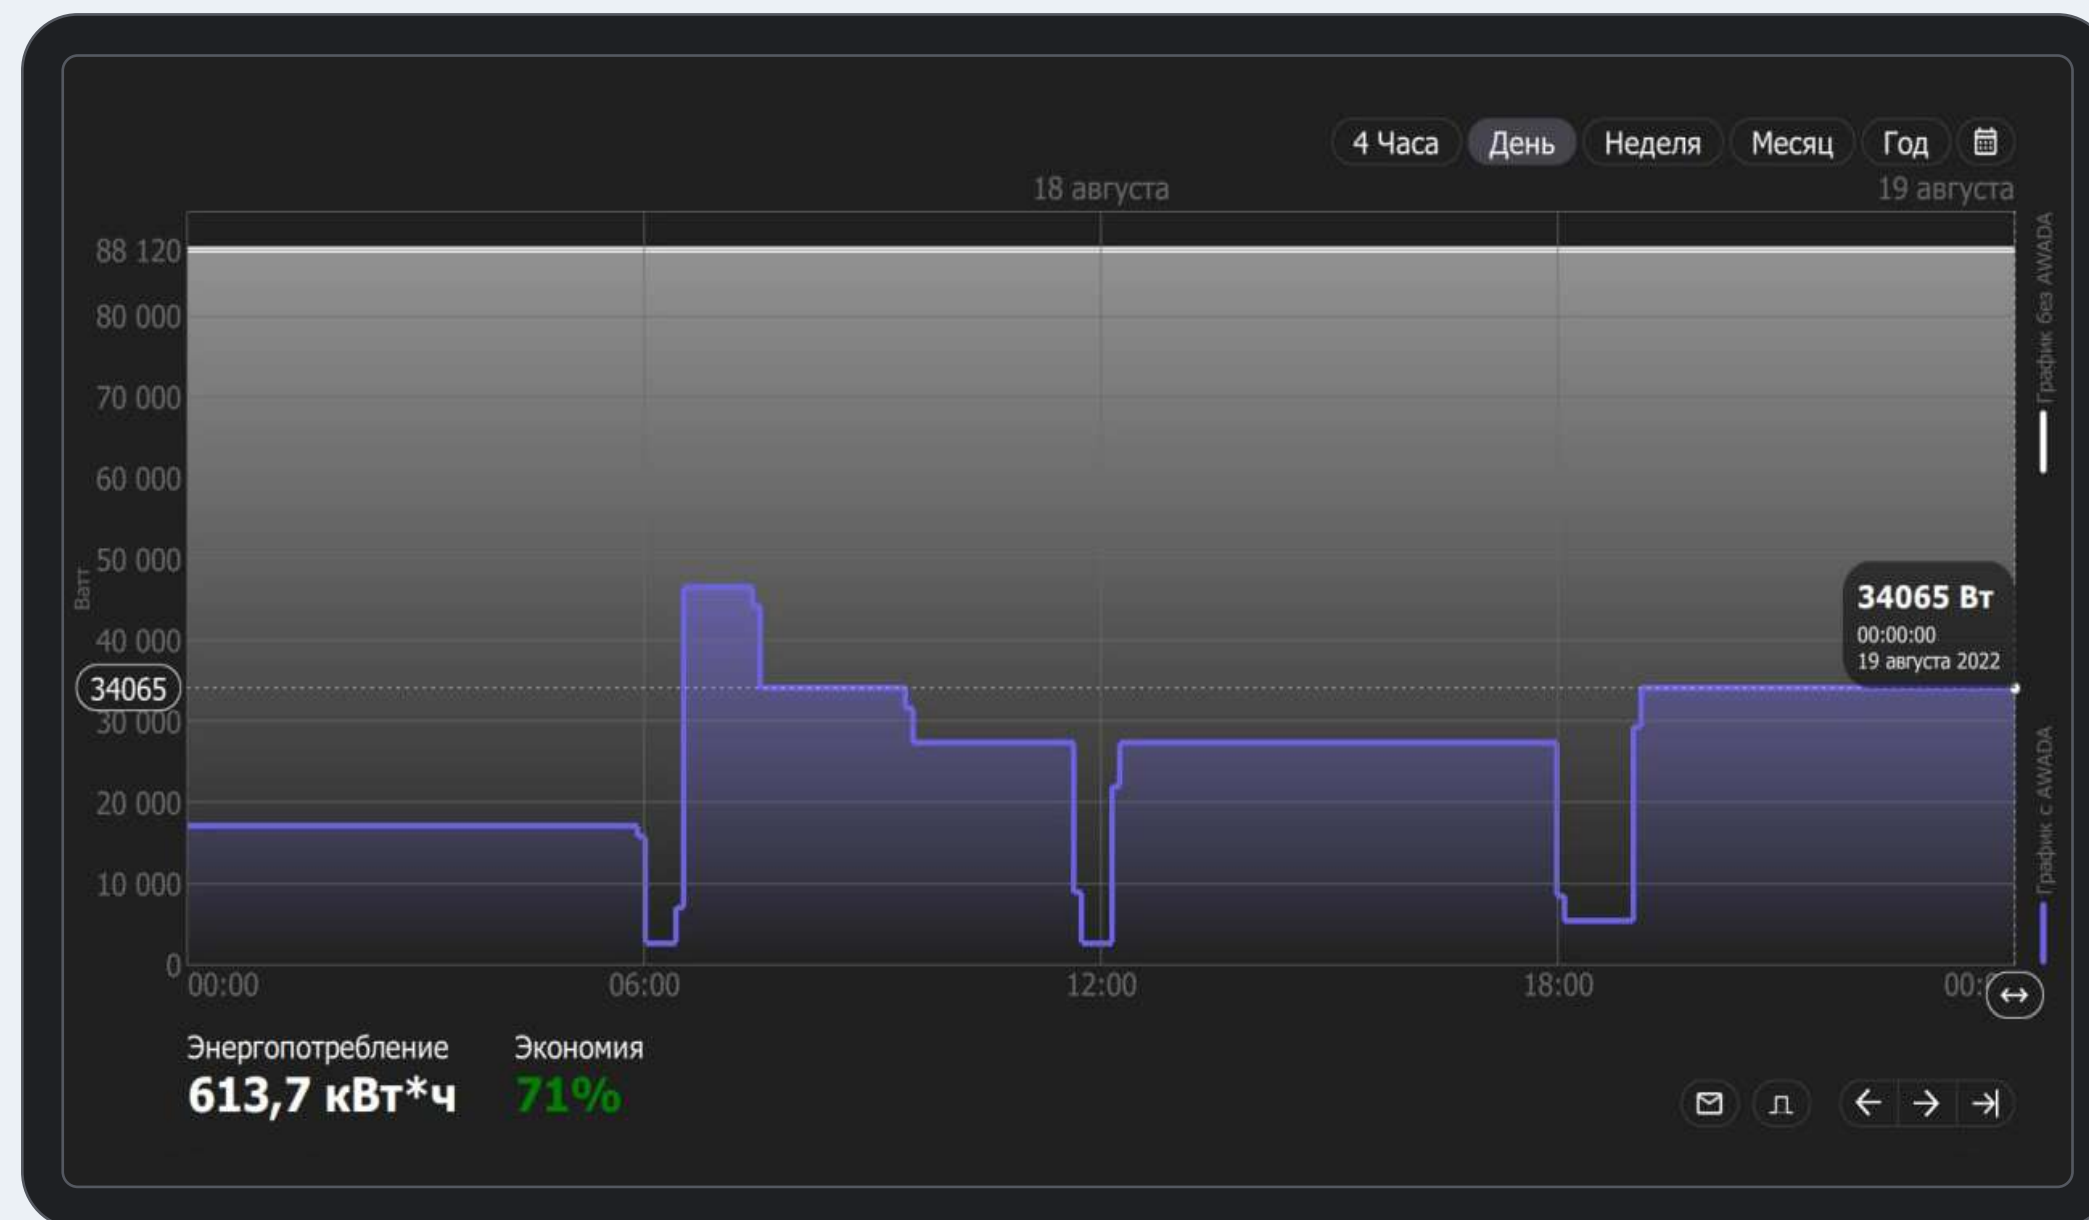 4 Часа День Неделя Месяц Год
18 августа 19 августа
88 120
80 000
70 000
60 000
50 000
40 000
34065
30 000
20 000
10 000
0
Ватт
График без AWADA
График с AWADA
34065 Вт
00:00:00
19 августа 2022
00:00 06:00 12:00 18:00 00:
Энергопотребление Экономия
613,7 кВт*ч 71%